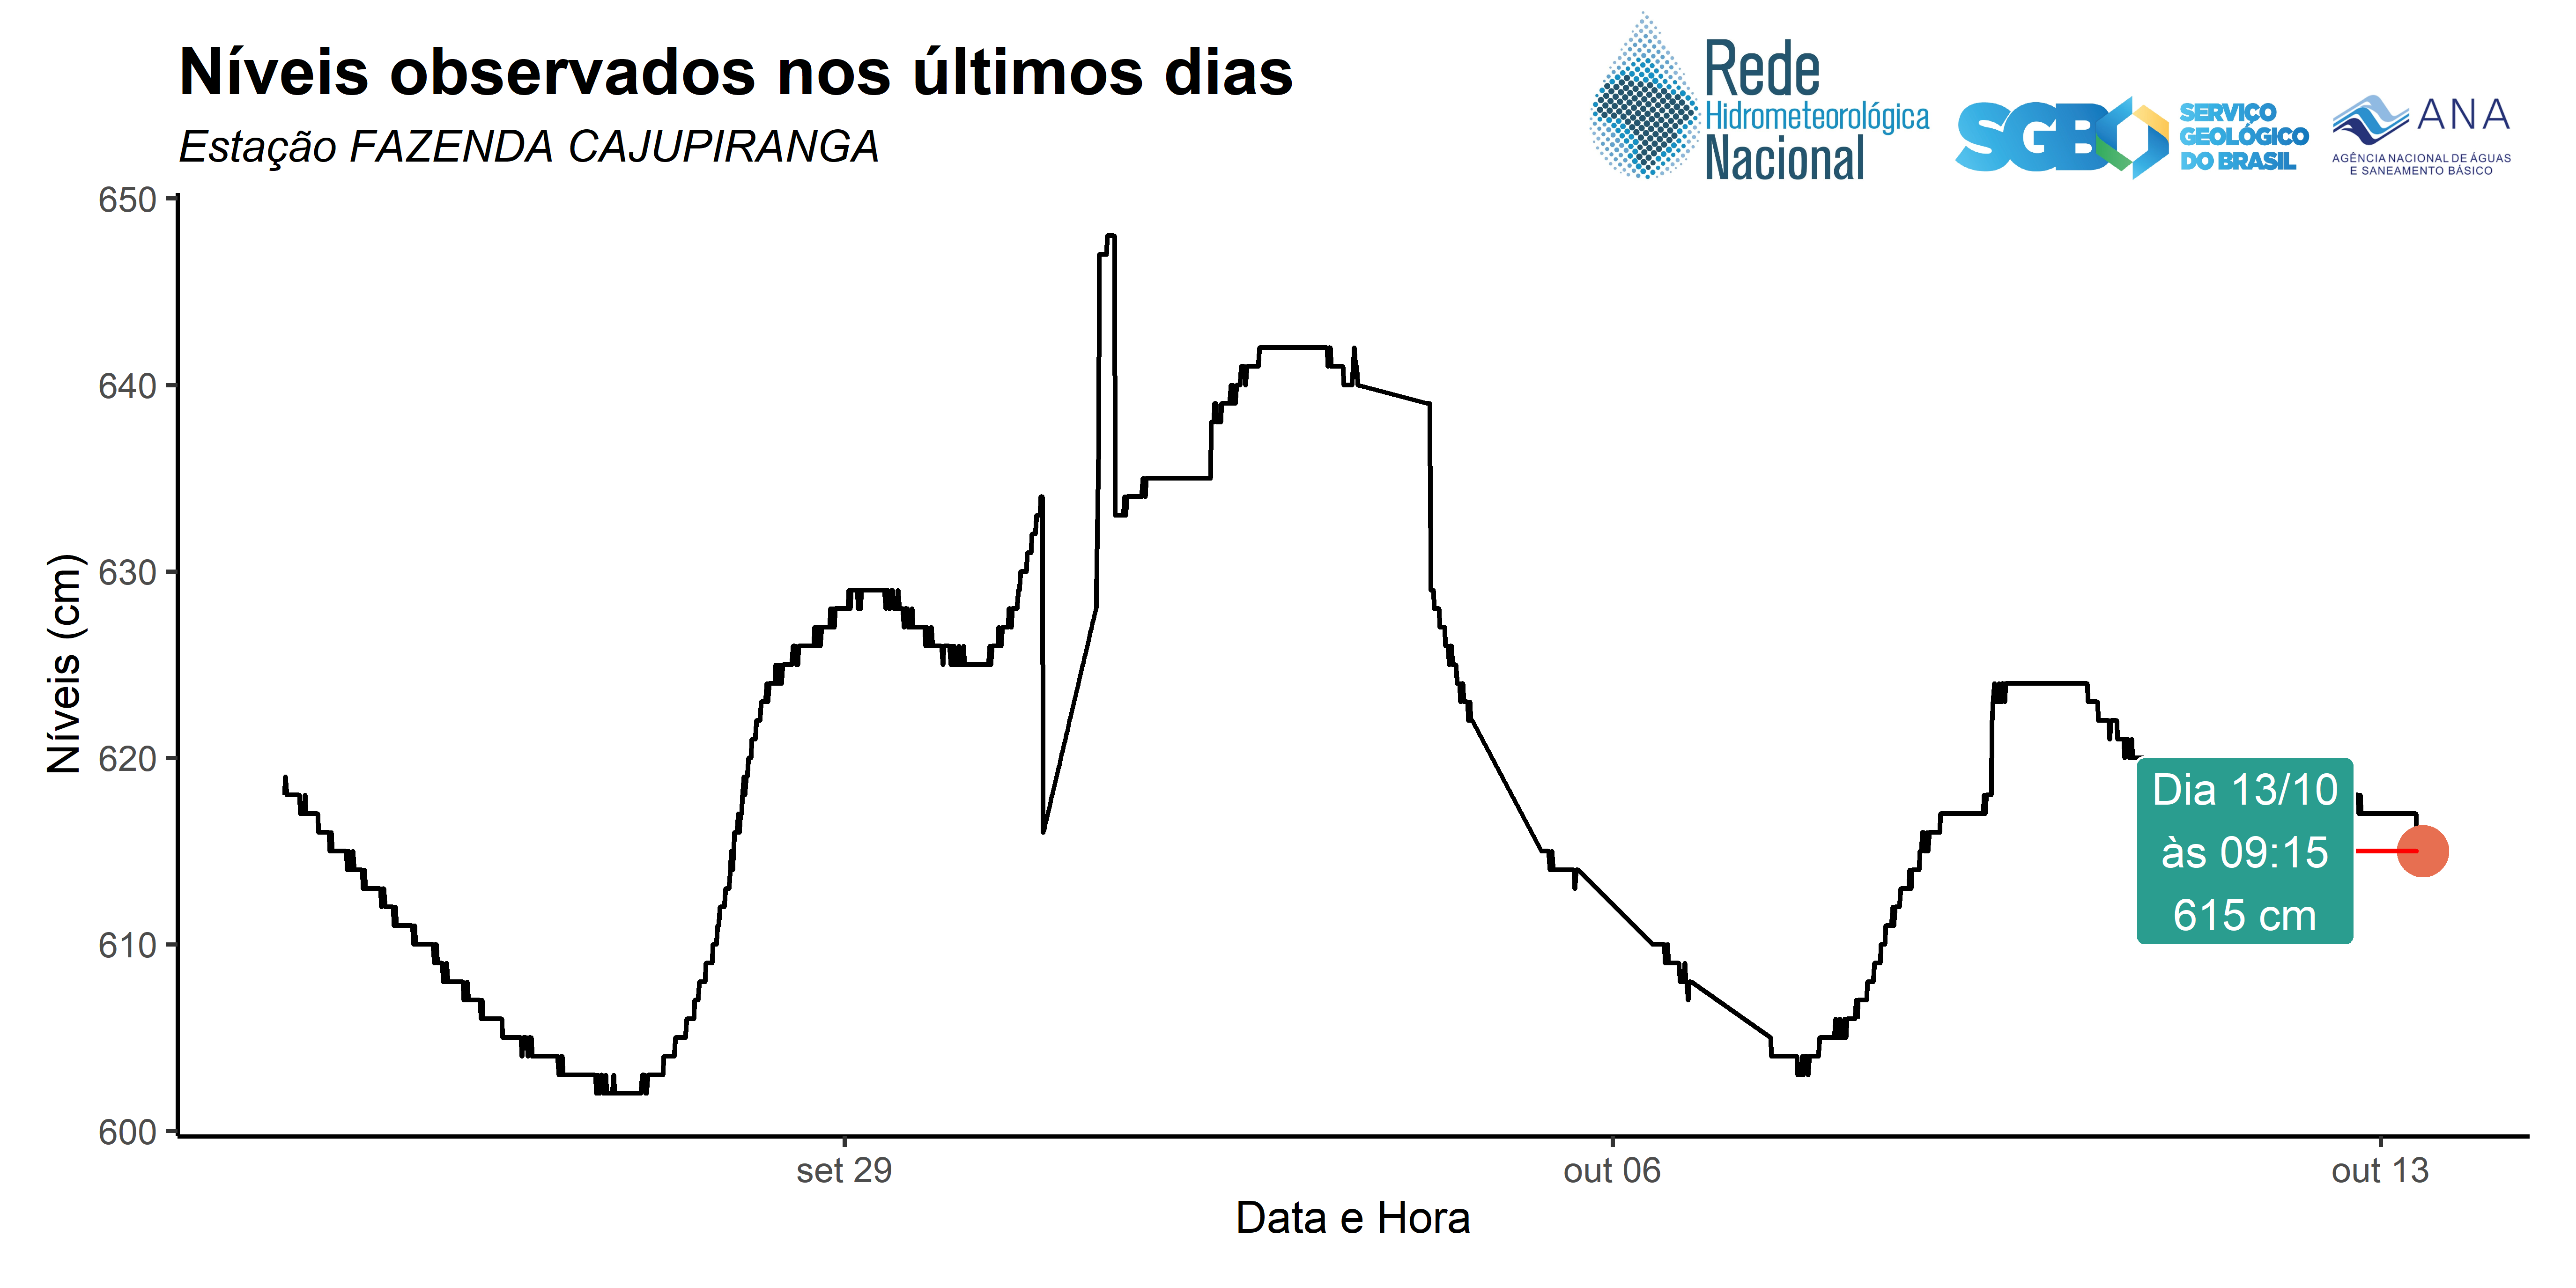 Níveis observados nos últimos dias
Estação FAZENDA CAJUPIRANGA
Rede
Hidrometeorológica
Nacional
SGB
SERVIÇO
GEOLÓGICO
DO BRASIL
ANA
AGÊNCIA NACIONAL DE ÁGUAS
E SANEAMENTO BÁSICO
Níveis (cm)
650
640
630
620
610
600
Dia 13/10
às 09:15
615 cm
set 29
out 06
out 13
Data e Hora